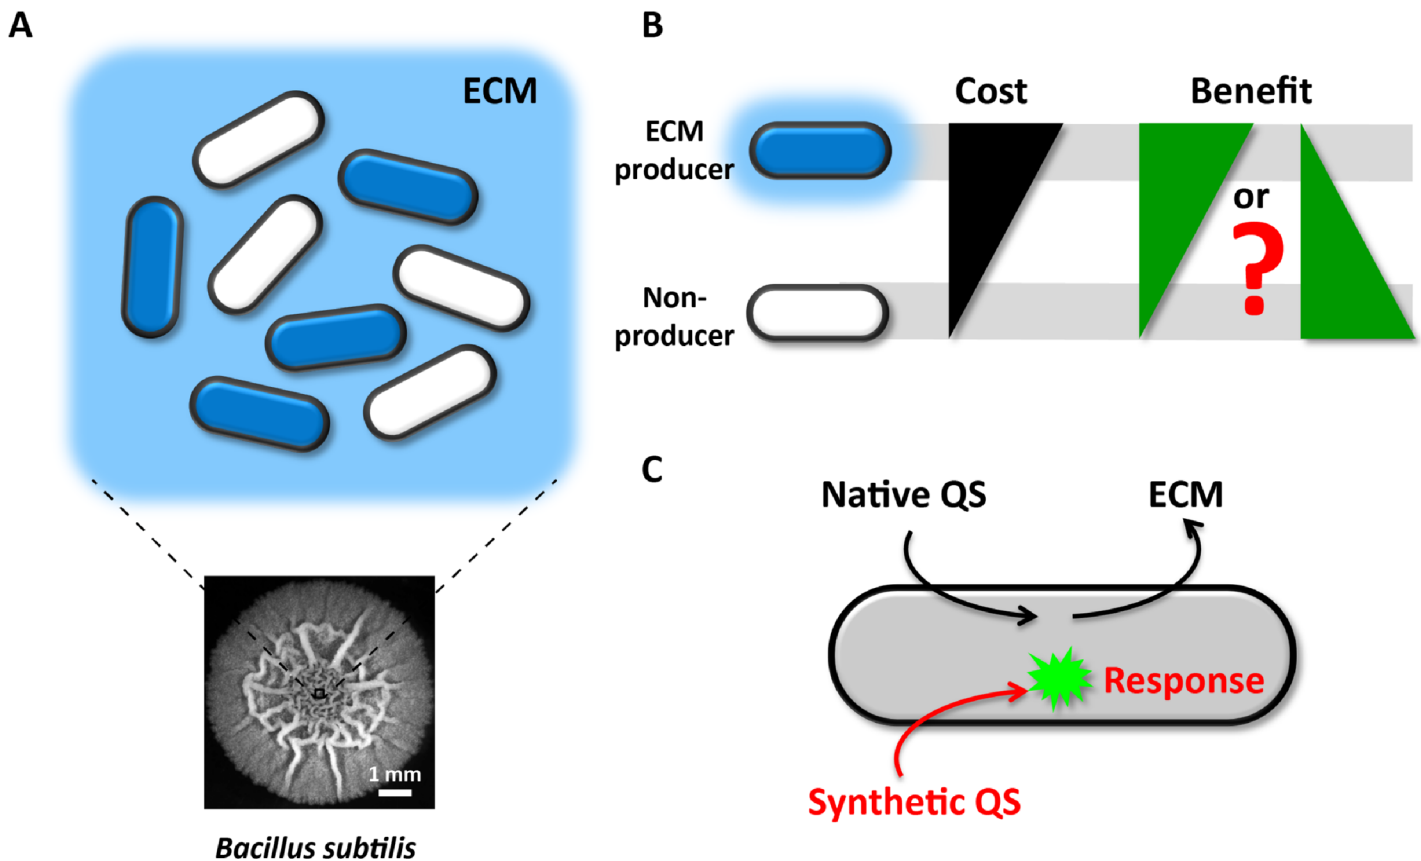 A
ECM
1 mm
Bacillus subtilis
B
Cost
Benefit
ECM
producer
or
?
Non-
producer
C
Native QS
ECM
Response
Synthetic QS